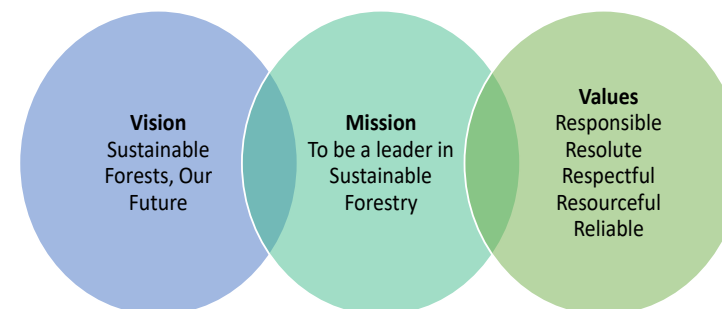 Vision
Sustainable
Forests, Our
Future
Mission
To be a leader in
Sustainable
Forestry
Values
Responsible
Resolute
Respectful
Resourceful
Reliable